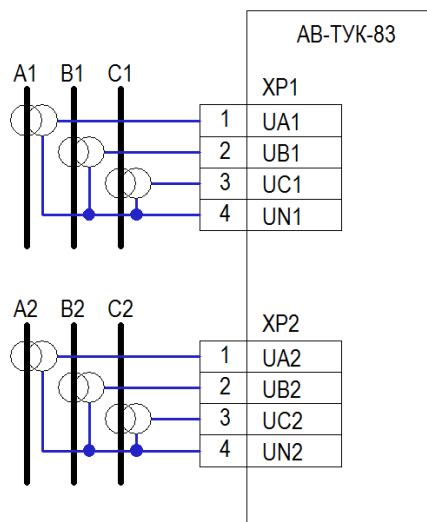 АВ-ТУК-83
A1 B1 C1
XP1
1 UA1
2 UB1
3 UC1
4 UN1
A2 B2 C2
XP2
1 UA2
2 UB2
3 UC2
4 UN2